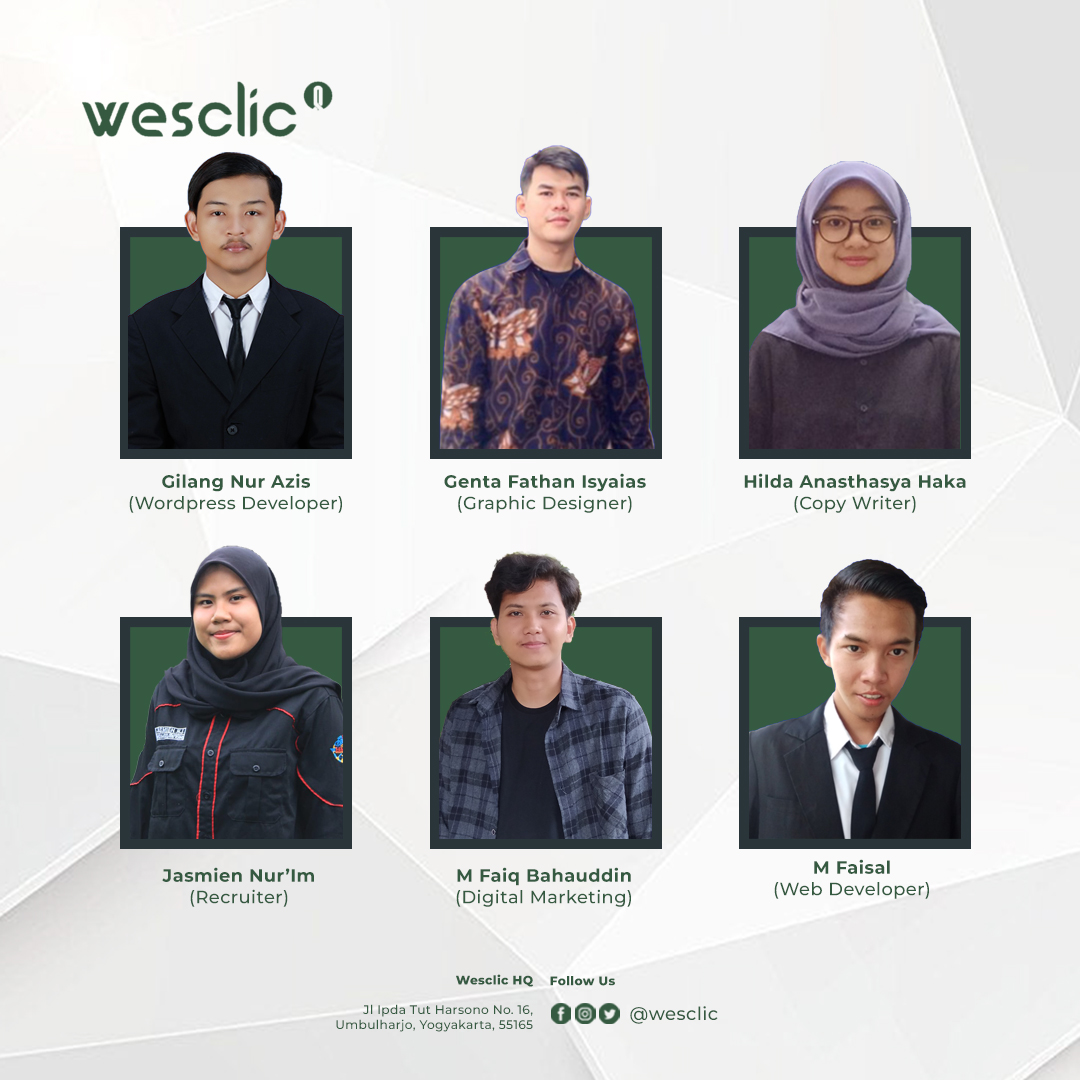 wesclic Q
Gilang Nur Azis
(Wordpress Developer)
Genta Fathan Isyaias
(Graphic Designer)
Hilda Anasthasya Haka
(Copy Writer)
Jasmien Nur’Im
(Recruiter)
M Faiq Bahauddin
(Digital Marketing)
M Faisal
(Web Developer)
Wesclic HQ
Jl Ipda Tut Harsono No. 16,
Umbulharjo, Yogyakarta, 55165
Follow Us
@wesclic